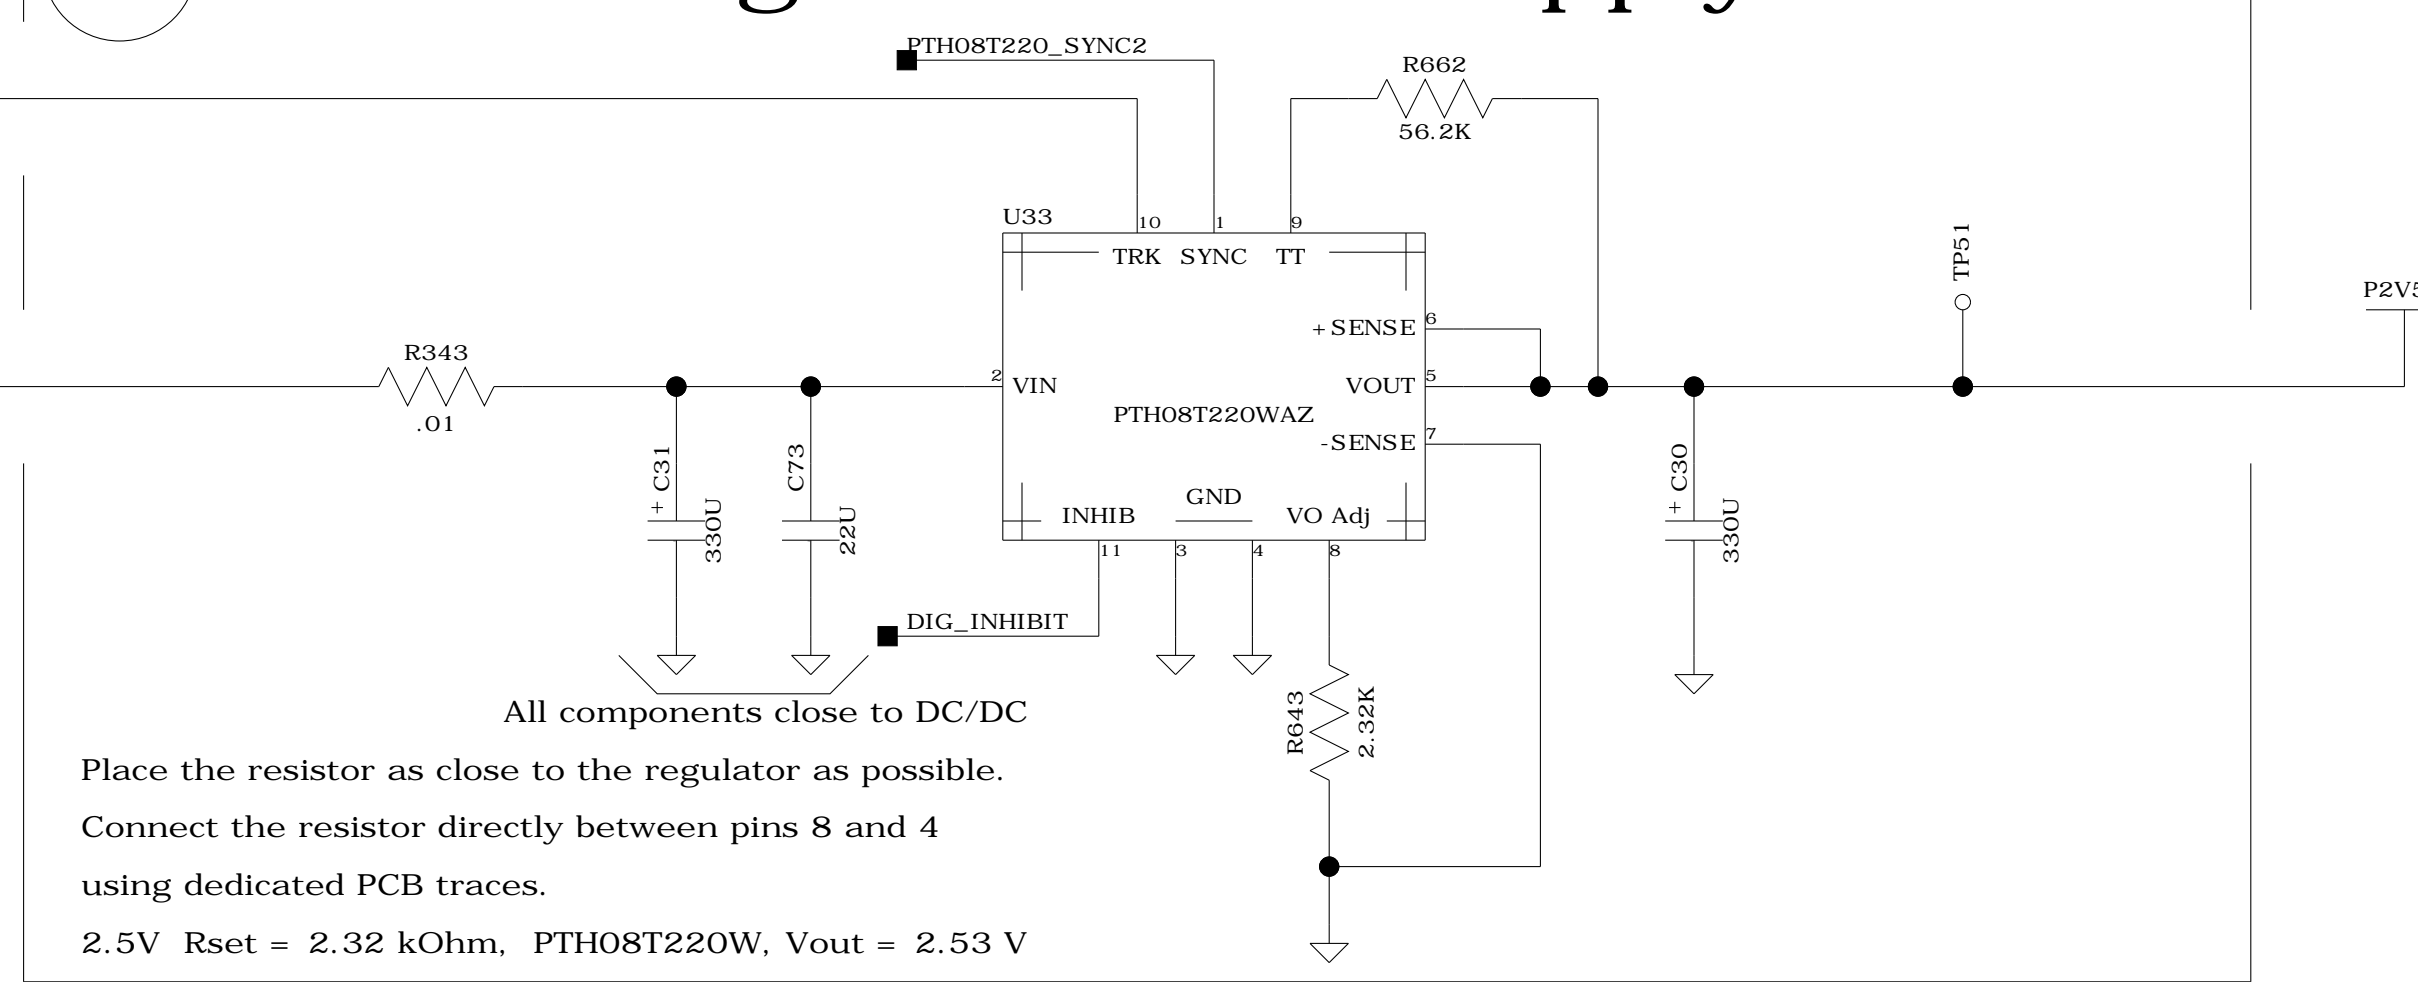 PTH08T220_SYNC2
R662
56.2K
U33
10
1
9
TRK SYNC TT
TP51
+SENSE
6
R343
.01
2
VIN
VOUT
5
PTH08T220WAZ
-SENSE
7
C31
+
330U
C73
22U
C30
+
330U
GND
INHIB
VO Adj
11
3
4
8
DIG_INHIBIT
R643
2.32K
All components close to DC/DC
Place the resistor as close to the regulator as possible.
Connect the resistor directly between pins 8 and 4
using dedicated PCB traces.
2.5V Rset = 2.32 kOhm, PTH08T220W, Vout = 2.53 V